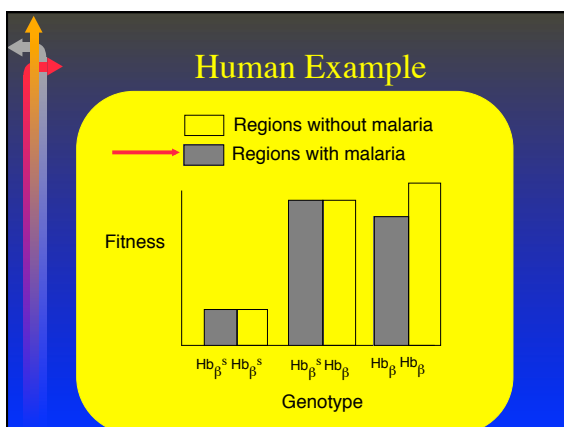 Human Example
Regions without malaria
Regions with malaria
Fitness
Hbβˢ Hbβˢ Hbβˢ Hbβ Hbβ Hbβ
Genotype